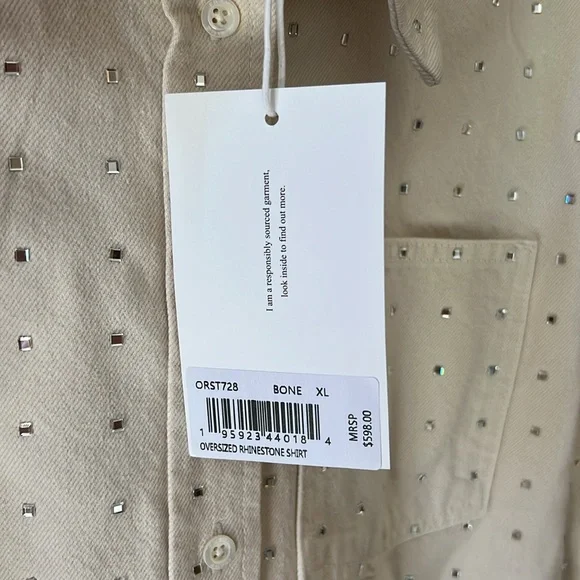 I am a responsibly sourced garment,
look inside to find out more.
ORST728 BONE XL
1 95923 44018 4
OVERSIZED RHINESTONE SHIRT
MRSP
$598.00